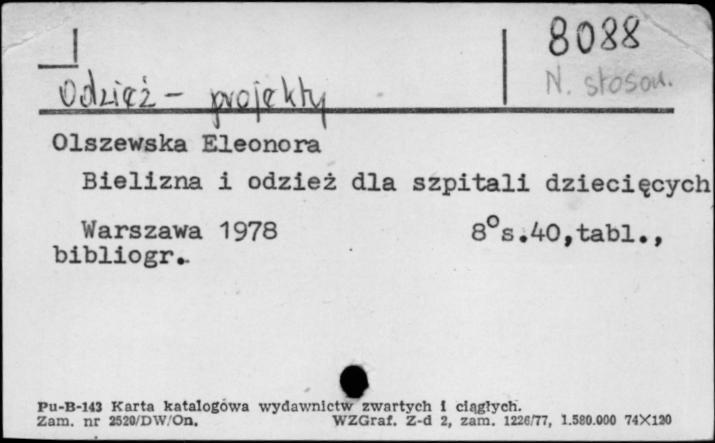 8088
Odzież - projekty
N. stosow.
Olszewska Eleonora
Bielizna i odzież dla szpitali dziecięcych
Warszawa 1978 8°s.40,tabl.,
bibliogr.
Pu-B-143 Karta katalogowa wydawnictw zwartych i ciągłych.
Zam. nr 2520/DW/On. WZGraf. Z-d 2, zam. 1226/77, 1.580.000 74X120